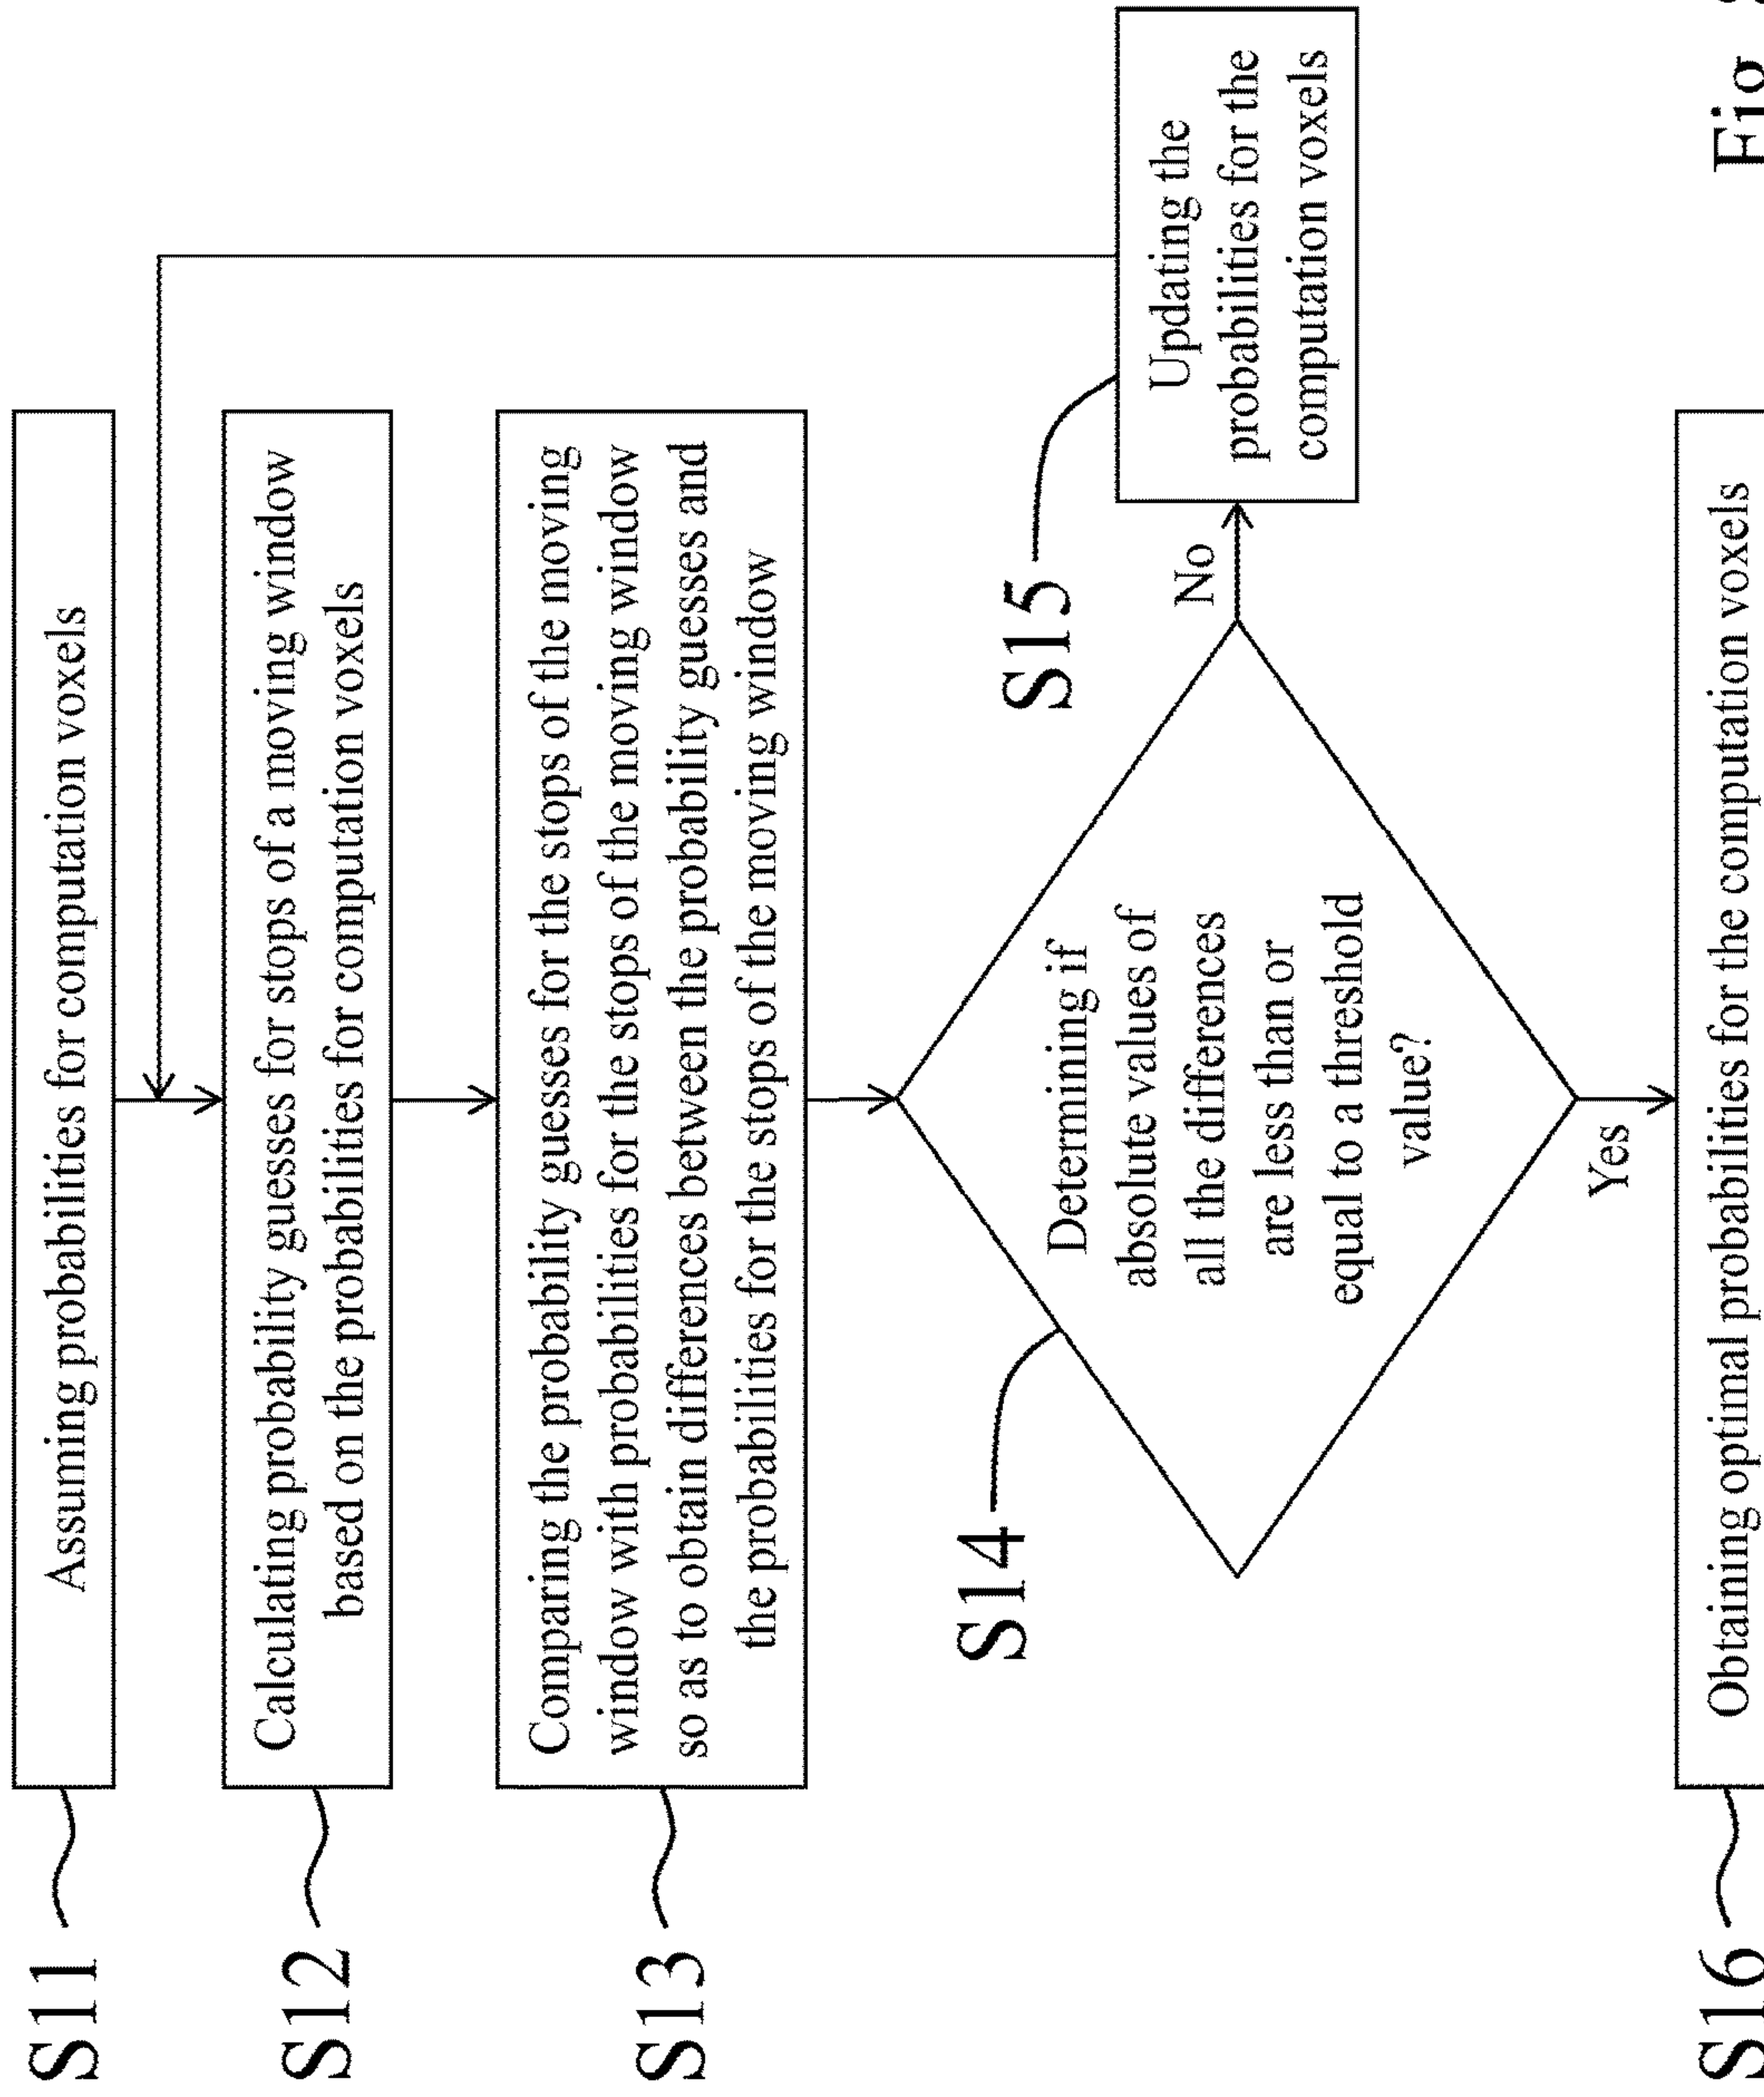 S11
Assuming probabilities for computation voxels
S12
Calculating probability guesses for stops of a moving window
based on the probabilities for computation voxels
S13
Comparing the probability guesses for the stops of the moving
window with probabilities for the stops of the moving window
so as to obtain differences between the probability guesses and
the probabilities for the stops of the moving window
S14
Determining if
absolute values of
all the differences
are less than or
equal to a threshold
value?
No
S15
Updating the
probabilities for the
computation voxels
Yes
S16
Obtaining optimal probabilities for the computation voxels
Fig